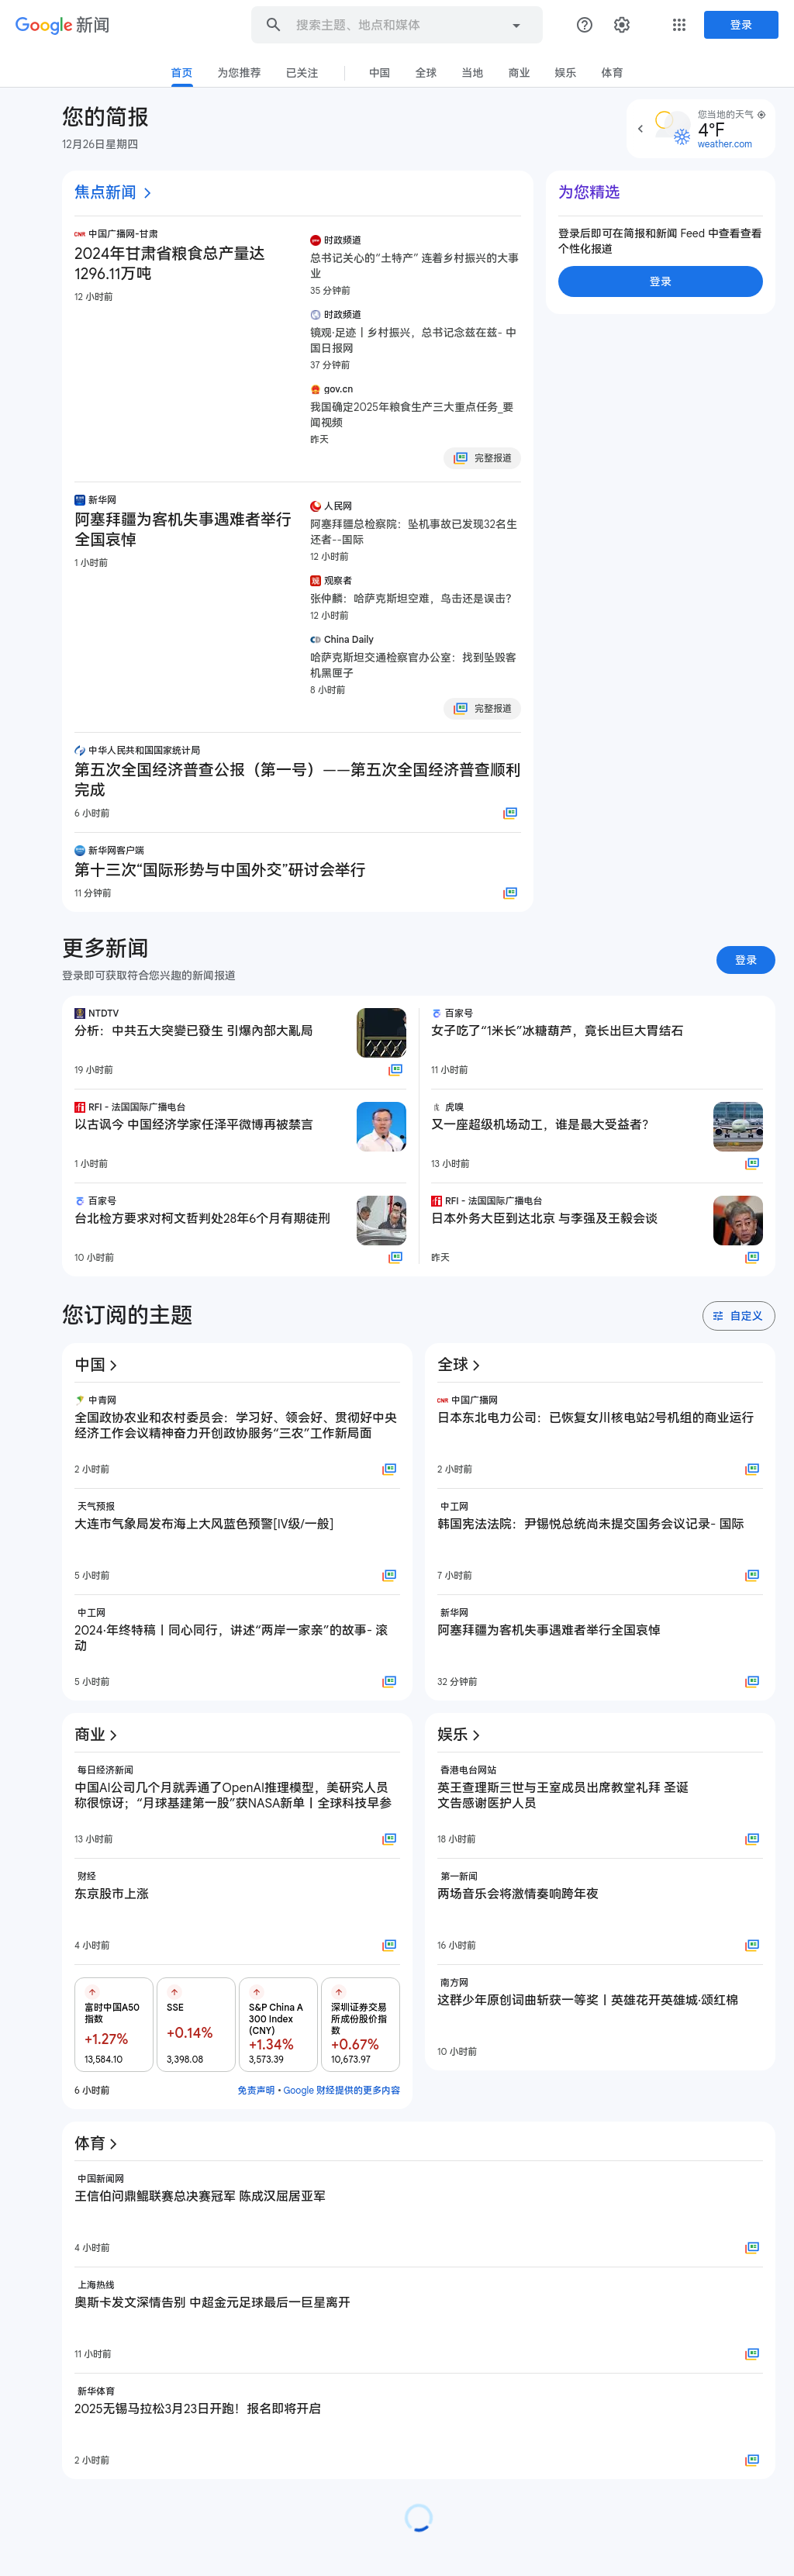 Google 新闻
搜索主题、地点和媒体
登录
首页
为您推荐
已关注
中国
全球
当地
商业
娱乐
体育
您的简报
12月26日星期四
您当地的天气
4°F
weather.com
焦点新闻
中国广播网-甘肃
2024年甘肃省粮食总产量达
1296.11万吨
12 小时前
时政频道
总书记关心的“土特产” 连着乡村振兴的大事
业
35 分钟前
时政频道
镜观·足迹丨乡村振兴，总书记念兹在兹- 中
国日报网
37 分钟前
gov.cn
我国确定2025年粮食生产三大重点任务_要
闻视频
昨天
完整报道
新华网
阿塞拜疆为客机失事遇难者举行
全国哀悼
1 小时前
人民网
阿塞拜疆总检察院：坠机事故已发现32名生
还者--国际
12 小时前
观察者
张仲麟：哈萨克斯坦空难，鸟击还是误击？
12 小时前
China Daily
哈萨克斯坦交通检察官办公室：找到坠毁客
机黑匣子
8 小时前
完整报道
中华人民共和国国家统计局
第五次全国经济普查公报（第一号）——第五次全国经济普查顺利
完成
6 小时前
新华网客户端
第十三次“国际形势与中国外交”研讨会举行
11 分钟前
为您精选
登录后即可在简报和新闻 Feed 中查看查看
个性化报道
登录
更多新闻
登录即可获取符合您兴趣的新闻报道
登录
NTDTV
分析：中共五大突變已發生 引爆內部大亂局
19 小时前
RFI - 法国国际广播电台
以古讽今 中国经济学家任泽平微博再被禁言
1 小时前
百家号
台北检方要求对柯文哲判处28年6个月有期徒刑
10 小时前
百家号
女子吃了“1米长”冰糖葫芦，竟长出巨大胃结石
11 小时前
虎嗅
又一座超级机场动工，谁是最大受益者？
13 小时前
RFI - 法国国际广播电台
日本外务大臣到达北京 与李强及王毅会谈
昨天
您订阅的主题
自定义
中国
中青网
全国政协农业和农村委员会：学习好、领会好、贯彻好中央
经济工作会议精神奋力开创政协服务“三农”工作新局面
2 小时前
天气预报
大连市气象局发布海上大风蓝色预警[IV级/一般]
5 小时前
中工网
2024·年终特稿丨同心同行，讲述“两岸一家亲”的故事- 滚
动
5 小时前
全球
中国广播网
日本东北电力公司：已恢复女川核电站2号机组的商业运行
2 小时前
中工网
韩国宪法法院：尹锡悦总统尚未提交国务会议记录- 国际
7 小时前
新华网
阿塞拜疆为客机失事遇难者举行全国哀悼
32 分钟前
商业
每日经济新闻
中国AI公司几个月就弄通了OpenAI推理模型，美研究人员
称很惊讶；“月球基建第一股”获NASA新单丨全球科技早参
13 小时前
财经
东京股市上涨
4 小时前
富时中国A50
指数
+1.27%
13,584.10
SSE
+0.14%
3,398.08
S&P China A
300 Index
(CNY)
+1.34%
3,573.39
深圳证券交易
所成份股价指
数
+0.67%
10,673.97
6 小时前
免责声明 • Google 财经提供的更多内容
娱乐
香港电台网站
英王查理斯三世与王室成员出席教堂礼拜 圣诞
文告感谢医护人员
18 小时前
第一新闻
两场音乐会将激情奏响跨年夜
16 小时前
南方网
这群少年原创词曲斩获一等奖丨英雄花开英雄城·颂红棉
10 小时前
体育
中国新闻网
王信伯问鼎鲲联赛总决赛冠军 陈成汉屈居亚军
4 小时前
上海热线
奥斯卡发文深情告别 中超金元足球最后一巨星离开
11 小时前
新华体育
2025无锡马拉松3月23日开跑！报名即将开启
2 小时前